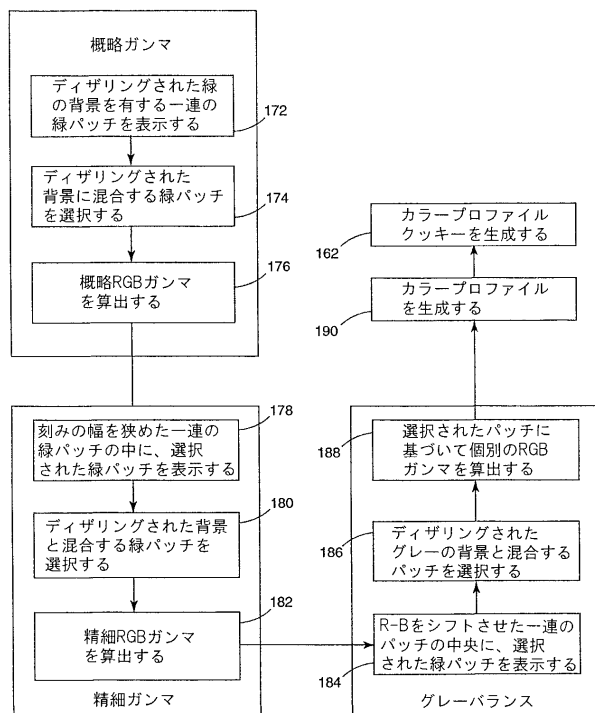 概略ガンマ
ディザリングされた緑
の背景を有する一連の
緑パッチを表示する
172
ディザリングされた
背景に混合する緑パッチ
を選択する
174
概略RGBガンマ
を算出する
176
刻みの幅を狭めた一連の
緑パッチの中に、選択
された緑パッチを表示する
178
ディザリングされた背景
と混合する緑パッチを
選択する
180
精細RGBガンマ
を算出する
182
精細ガンマ
R-Bをシフトさせた一連の
パッチの中央に、選択
された緑パッチを表示する
184
ディザリングされた
グレーの背景と混合する
パッチを選択する
186
選択されたパッチに
基づいて個別のRGB
ガンマを算出する
188
グレーバランス
カラープロファイル
を生成する
190
カラープロファイル
クッキーを生成する
162